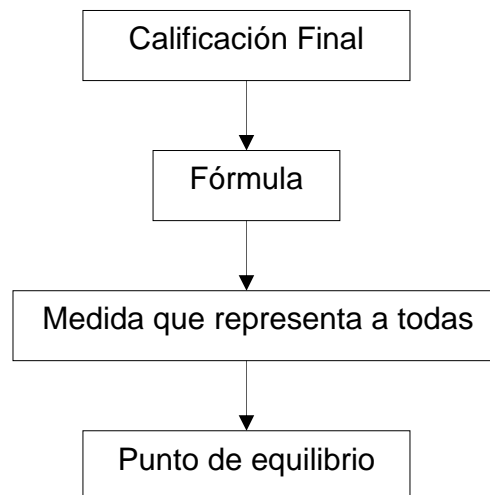 Calificación Final
Fórmula
Medida que representa a todas
Punto de equilibrio